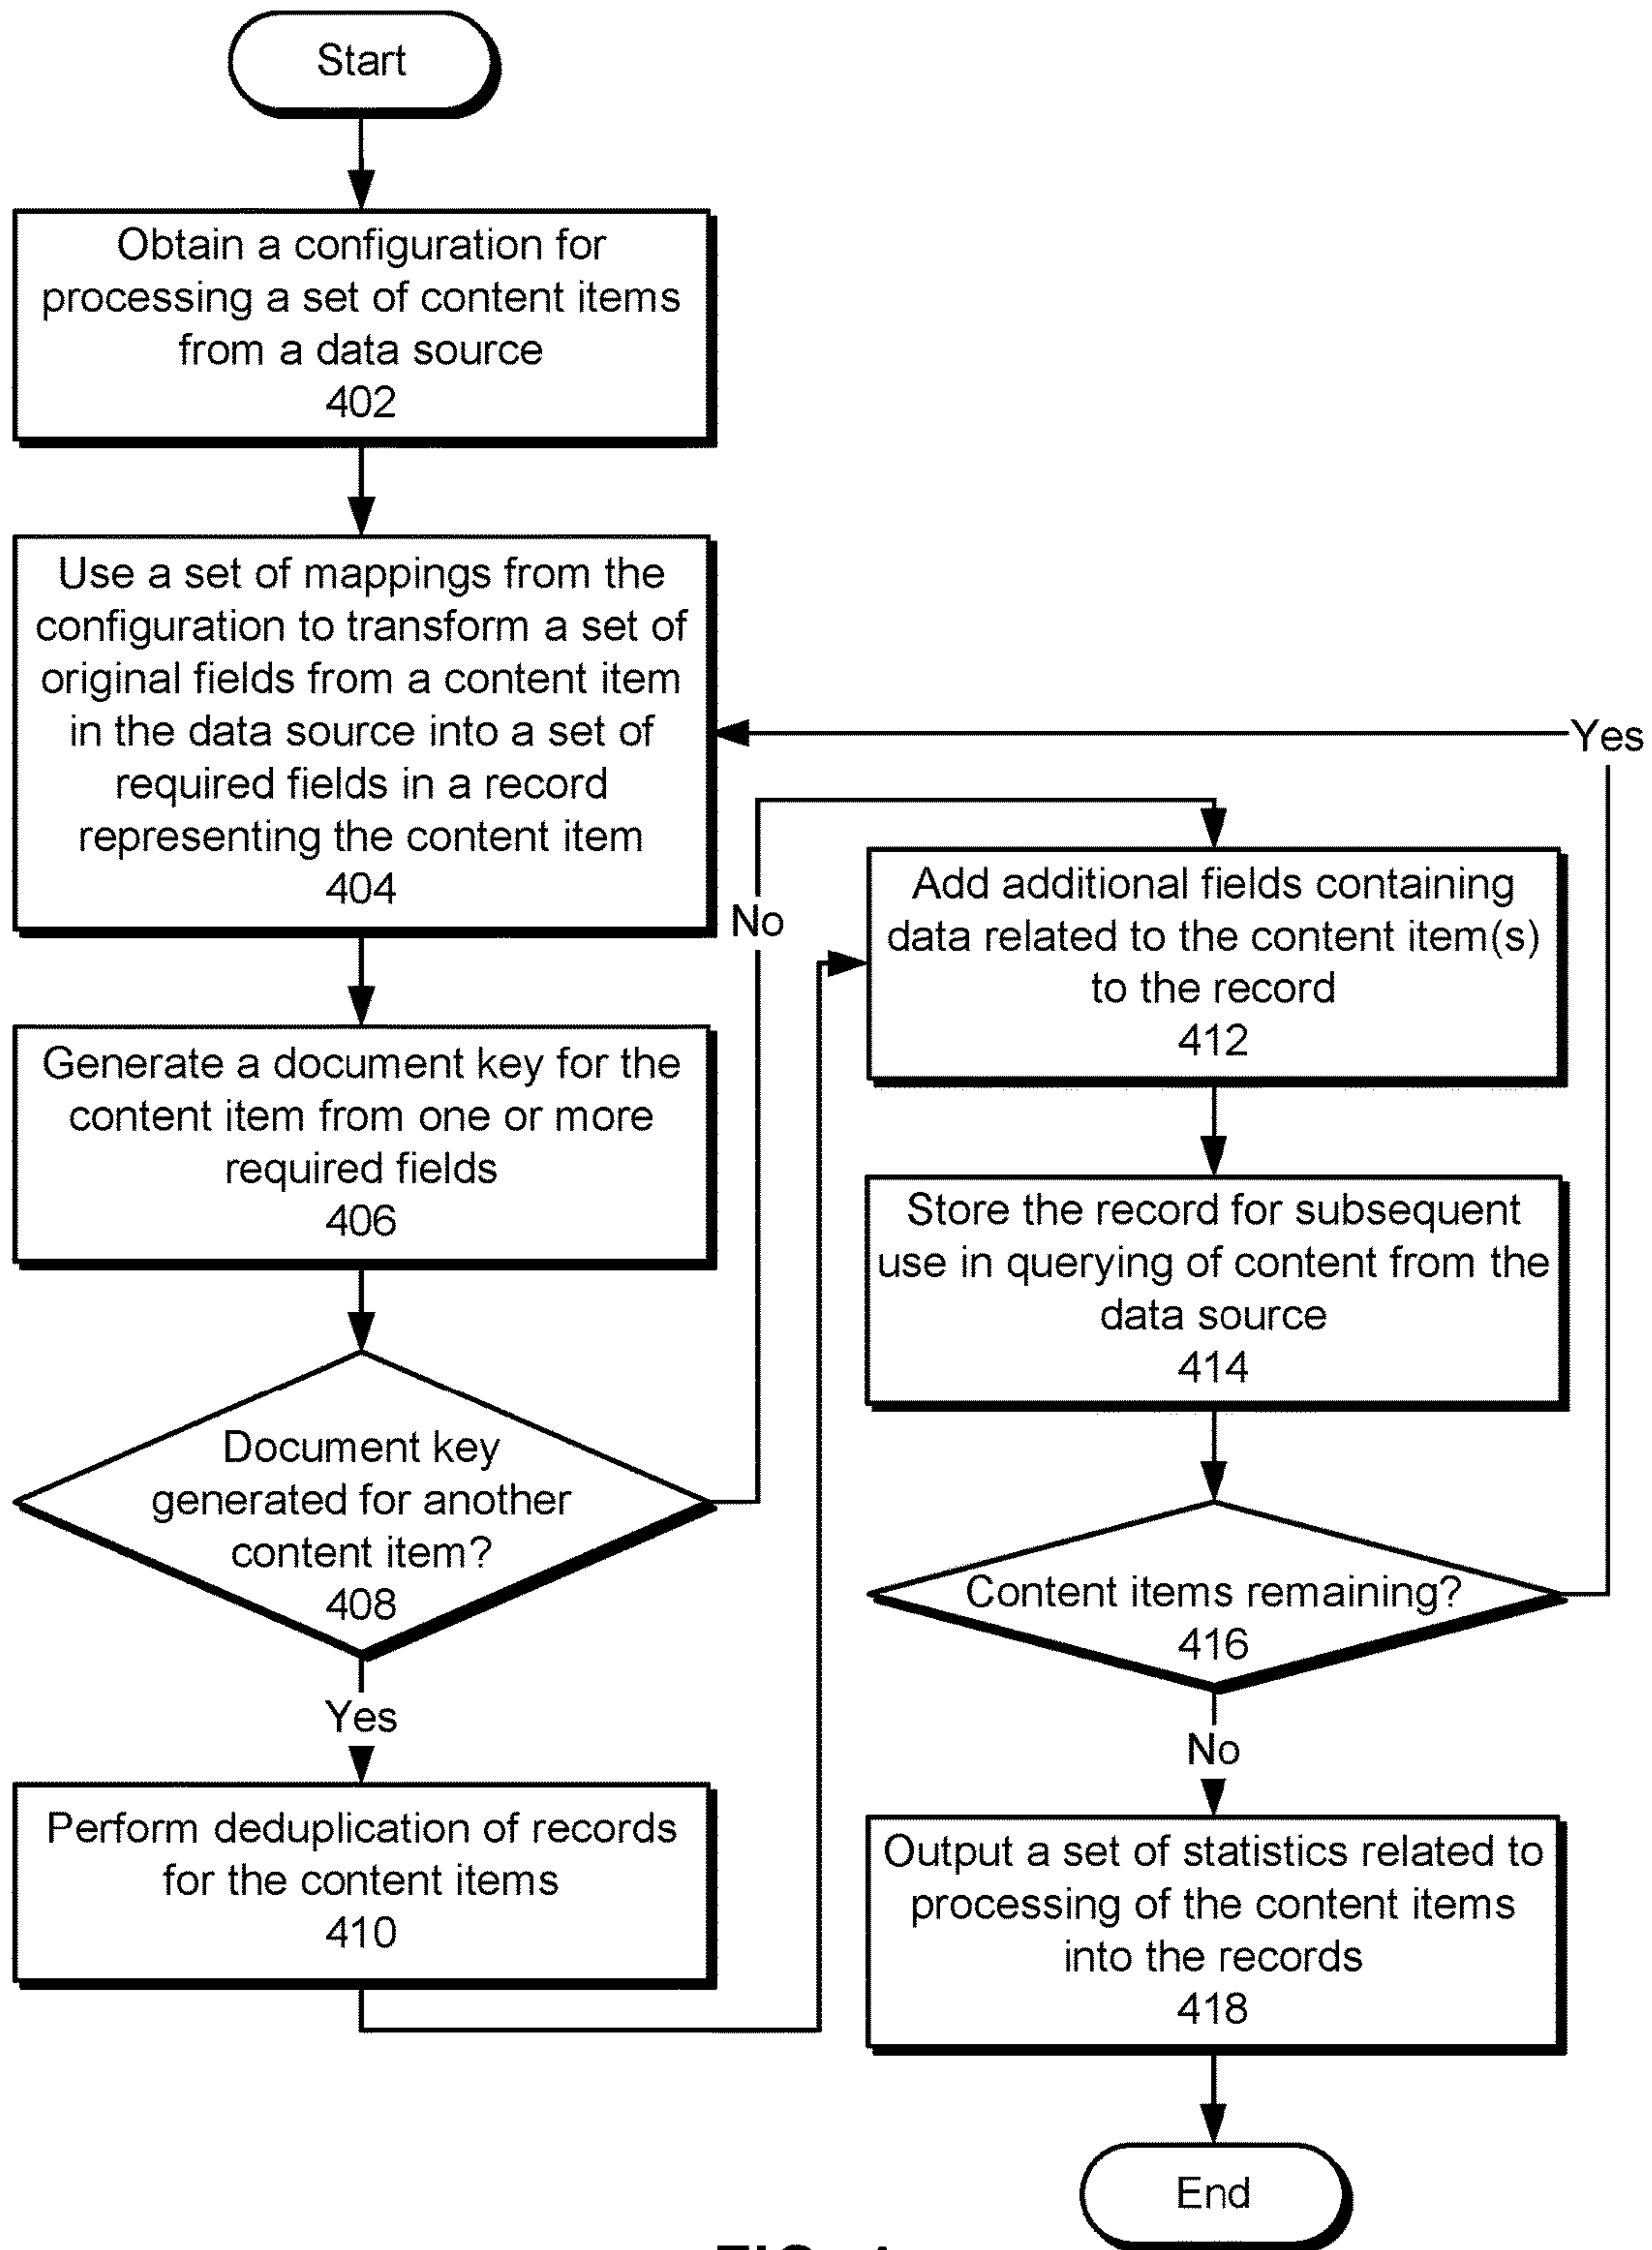 Start
Obtain a configuration for
processing a set of content items
from a data source
402
Use a set of mappings from the
configuration to transform a set of
original fields from a content item
in the data source into a set of
required fields in a record
representing the content item
404
Generate a document key for the
content item from one or more
required fields
406
Document key
generated for another
content item?
408
Yes
Perform deduplication of records
for the content items
410
No
Yes
Add additional fields containing
data related to the content item(s)
to the record
412
Store the record for subsequent
use in querying of content from the
data source
414
Content items remaining?
416
No
Output a set of statistics related to
processing of the content items
into the records
418
End